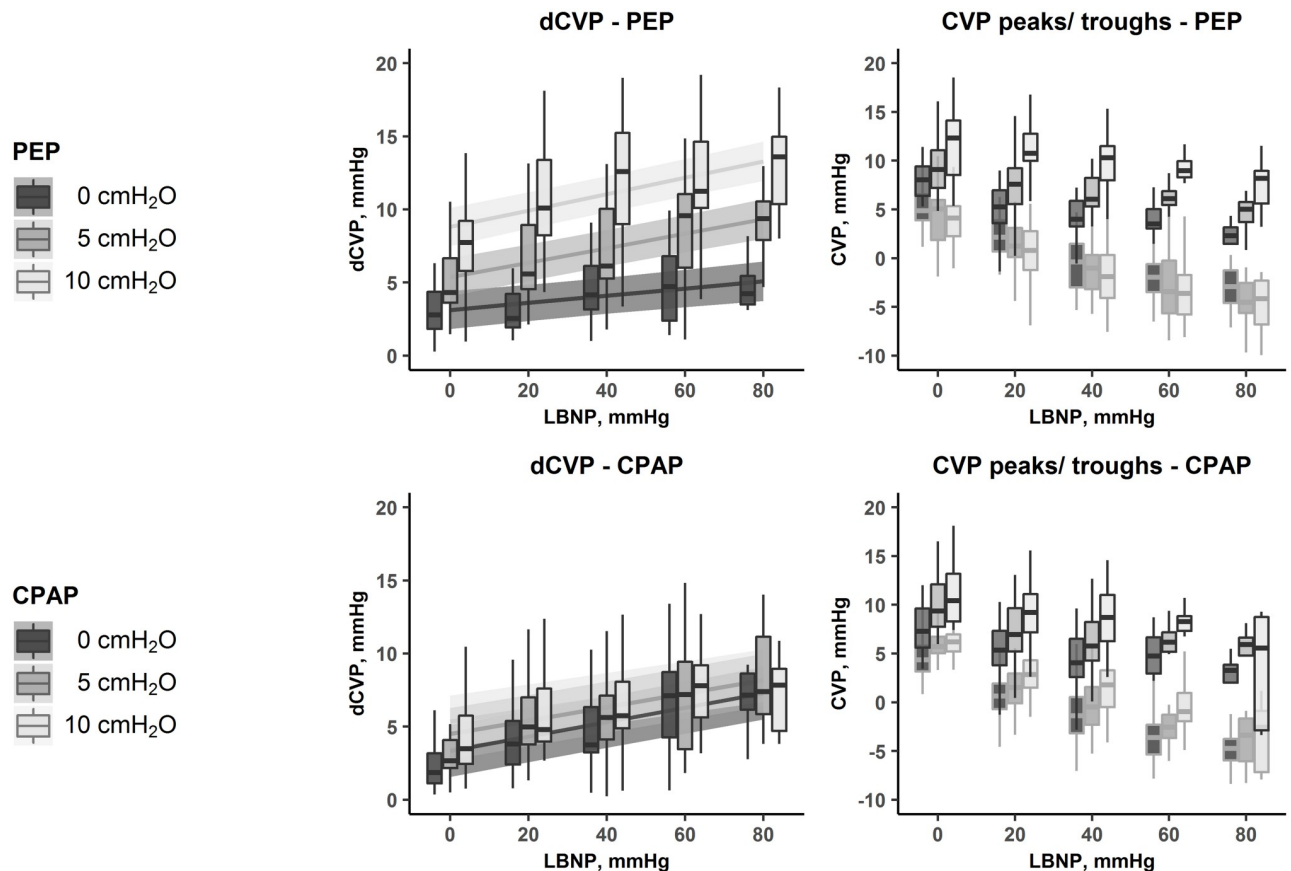 dCVP - PEP
CVP peaks/ troughs - PEP
PEP
0 cmH₂O
5 cmH₂O
10 cmH₂O
dCVP, mmHg
20
15
10
5
0
0 20 40 60 80
LBNP, mmHg
CVP, mmHg
20
15
10
5
0
-5
-10
0 20 40 60 80
LBNP, mmHg
dCVP - CPAP
CVP peaks/ troughs - CPAP
CPAP
0 cmH₂O
5 cmH₂O
10 cmH₂O
dCVP, mmHg
20
15
10
5
0
0 20 40 60 80
LBNP, mmHg
CVP, mmHg
20
15
10
5
0
-5
-10
0 20 40 60 80
LBNP, mmHg